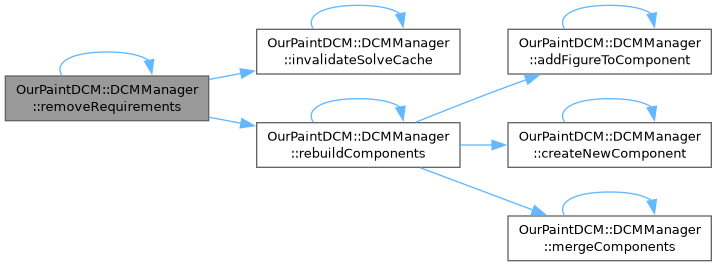 OurPaintDCM::DCMManager
::removeRequirements
OurPaintDCM::DCMManager
::invalidateSolveCache
OurPaintDCM::DCMManager
::rebuildComponents
OurPaintDCM::DCMManager
::addFigureToComponent
OurPaintDCM::DCMManager
::createNewComponent
OurPaintDCM::DCMManager
::mergeComponents